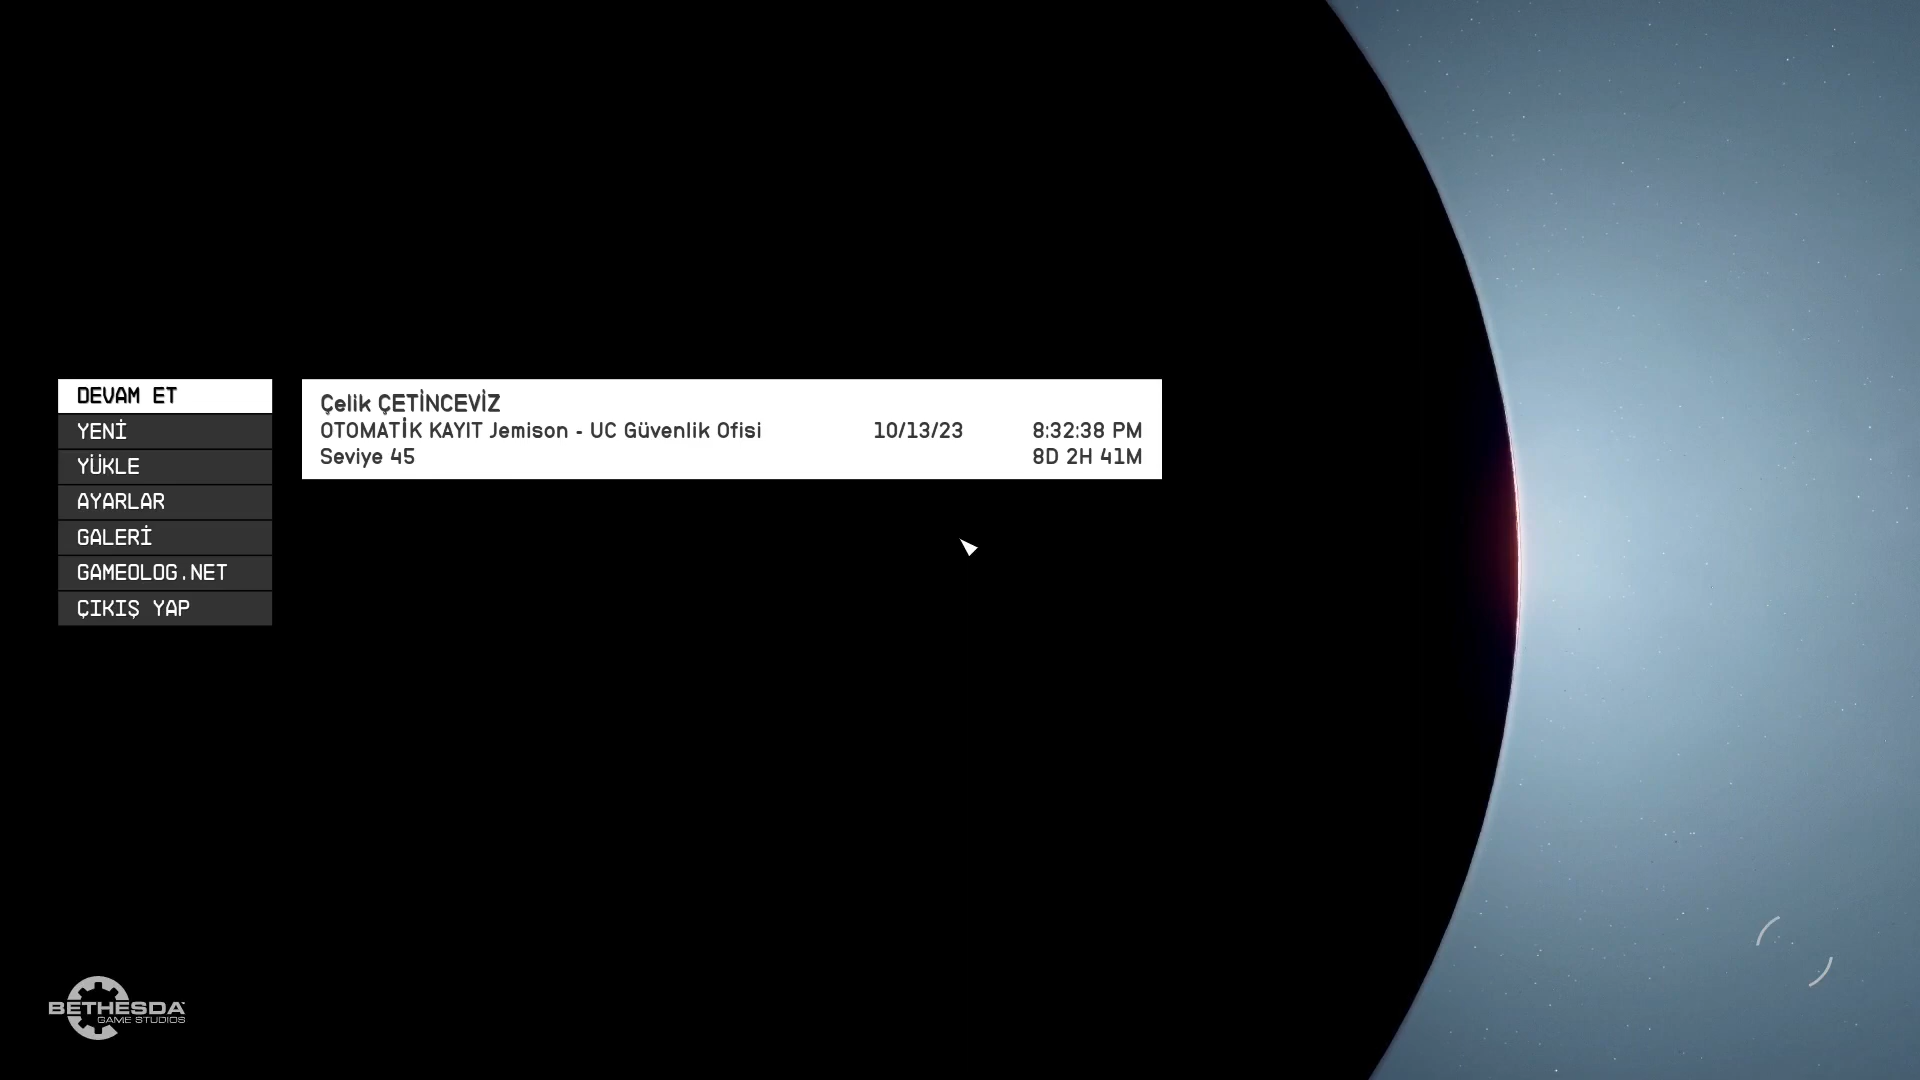 DEVAM ET
YENİ
YÜKLE
AYARLAR
GALERİ
GAMEOLOG.NET
ÇIKIŞ YAP
Çelik ÇETİNCEVİZ
OTOMATİK KAYIT Jemison - UC Güvenlik Ofisi 10/13/23 8:32:38 PM
Seviye 45 8D 2H 41M
BETHESDA
GAME STUDIOS